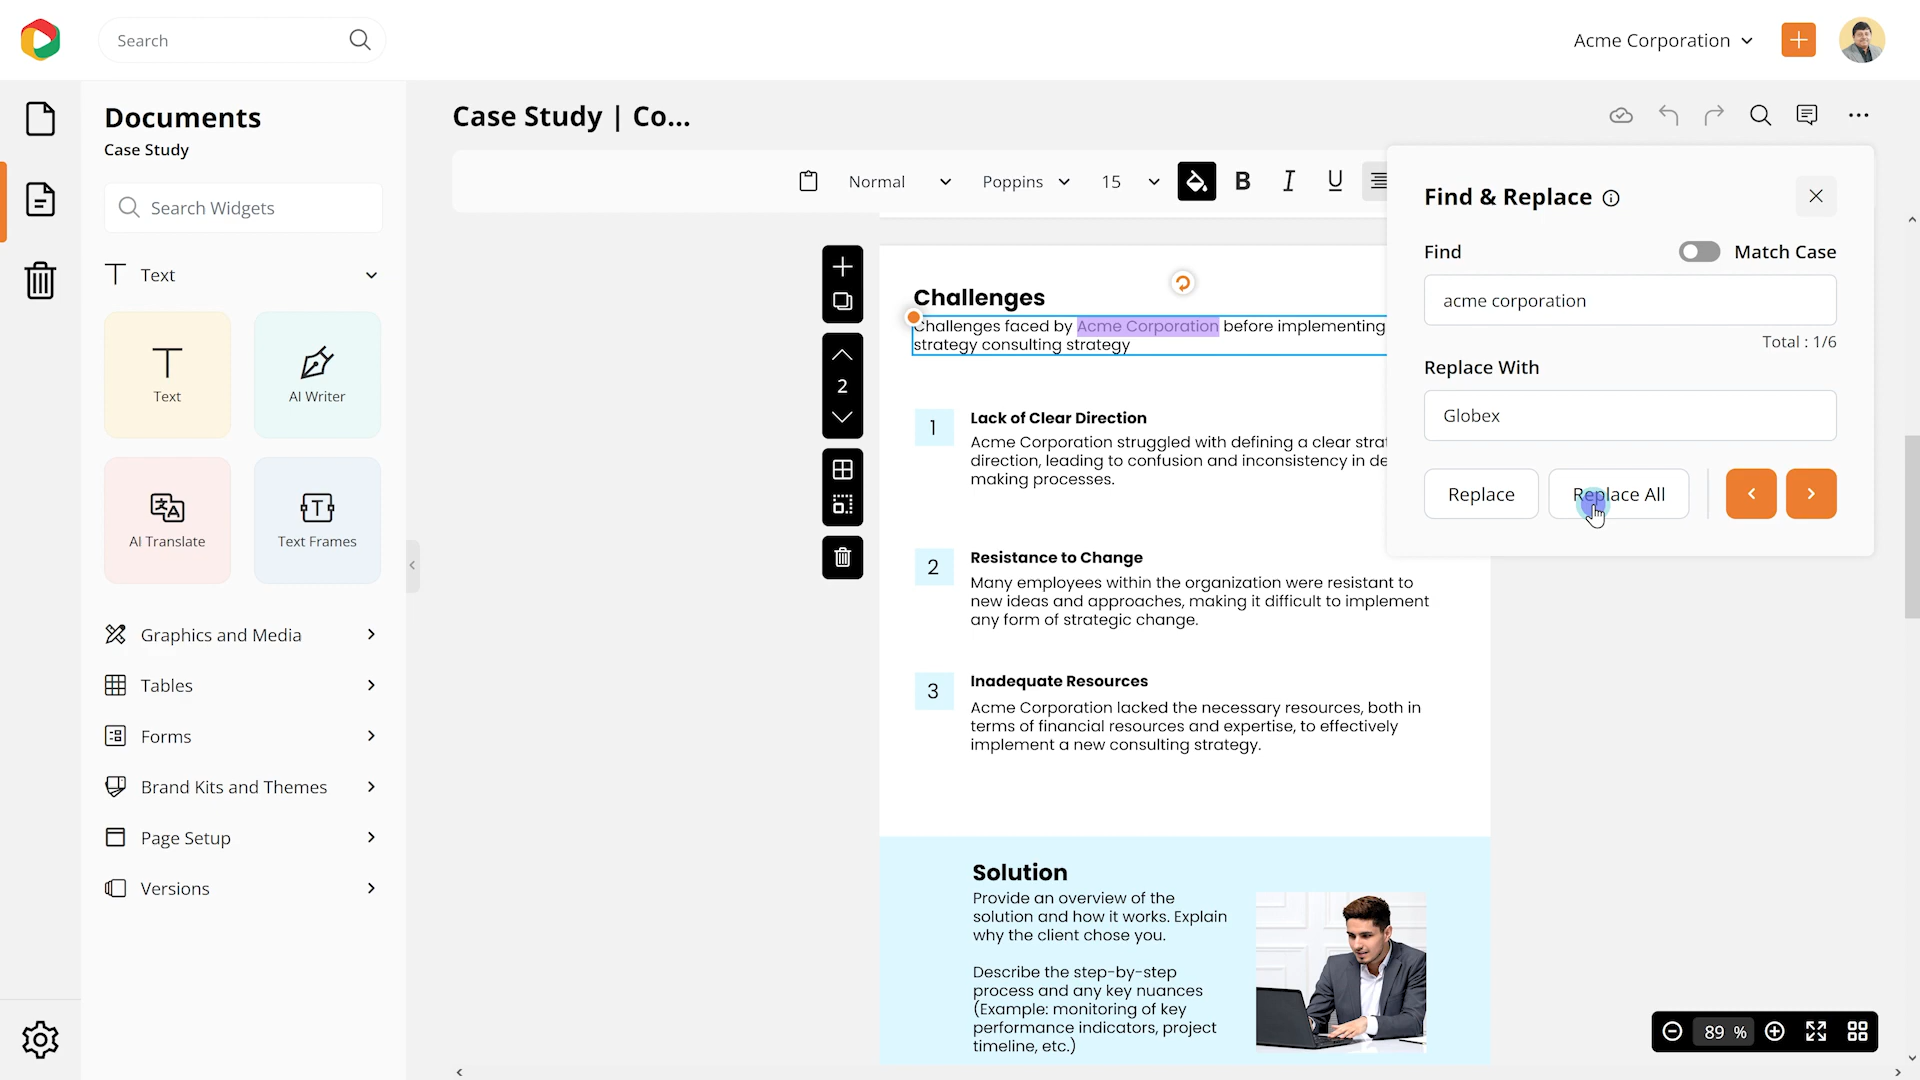 Search
Acme Corporation
Documents
Case Study
Search Widgets
Text
Text
AI Writer
AI Translate
Text Frames
Graphics and Media
Tables
Forms
Brand Kits and Themes
Page Setup
Versions
Case Study | Co...
Normal
Poppins
15
B
I
U
2
Challenges
Challenges faced by Acme Corporation before implementing
strategy consulting strategy
1
Lack of Clear Direction
Acme Corporation struggled with defining a clear strat
direction, leading to confusion and inconsistency in de
making processes.
2
Resistance to Change
Many employees within the organization were resistant to
new ideas and approaches, making it difficult to implement
any form of strategic change.
3
Inadequate Resources
Acme Corporation lacked the necessary resources, both in
terms of financial resources and expertise, to effectively
implement a new consulting strategy.
Solution
Provide an overview of the
solution and how it works. Explain
why the client chose you.
Describe the step-by-step
process and any key nuances
(Example: monitoring of key
performance indicators, project
timeline, etc.)
Find & Replace
Find
Match Case
acme corporation
Total : 1/6
Replace With
Globex
Replace
Replace All
89 %